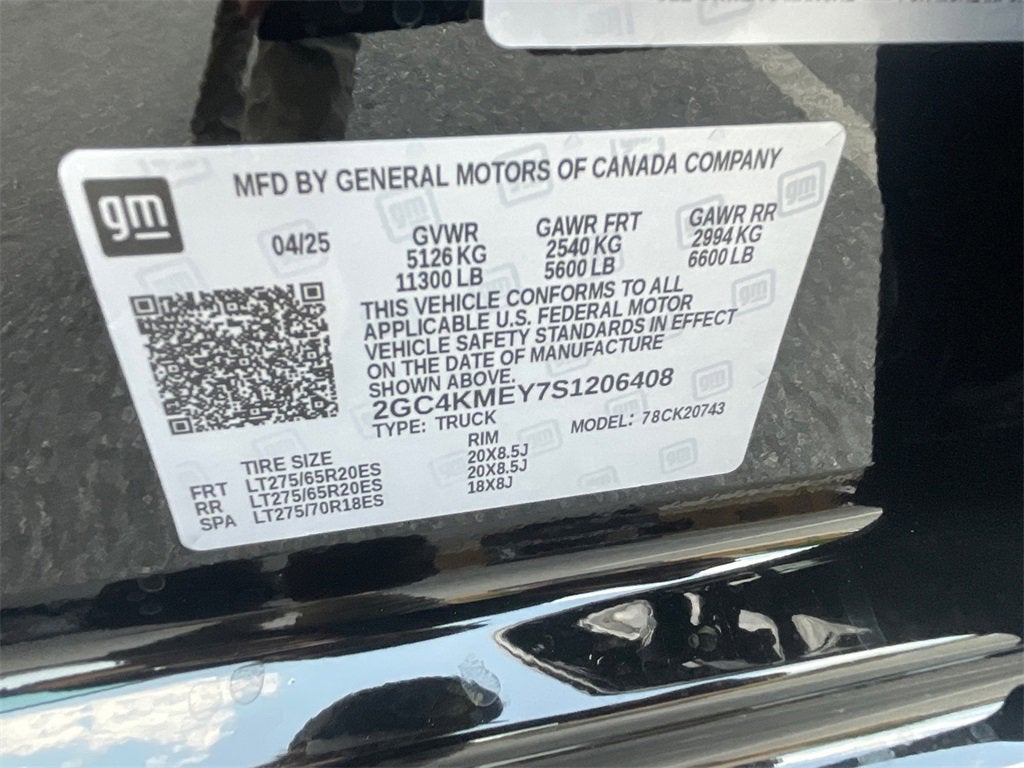 gm
MFD BY GENERAL MOTORS OF CANADA COMPANY
04/25
GVWR GAWR FRT GAWR RR
5126 KG 2540 KG 2994 KG
11300 LB 5600 LB 6600 LB
THIS VEHICLE CONFORMS TO ALL
APPLICABLE U.S. FEDERAL MOTOR
VEHICLE SAFETY STANDARDS IN EFFECT
ON THE DATE OF MANUFACTURE
SHOWN ABOVE.
2GC4KMEY7S1206408
TYPE: TRUCK MODEL: 78CK20743
TIRE SIZE RIM
FRT LT275/65R20ES 20X8.5J
RR LT275/65R20ES 20X8.5J
SPA LT275/70R18ES 18X8J